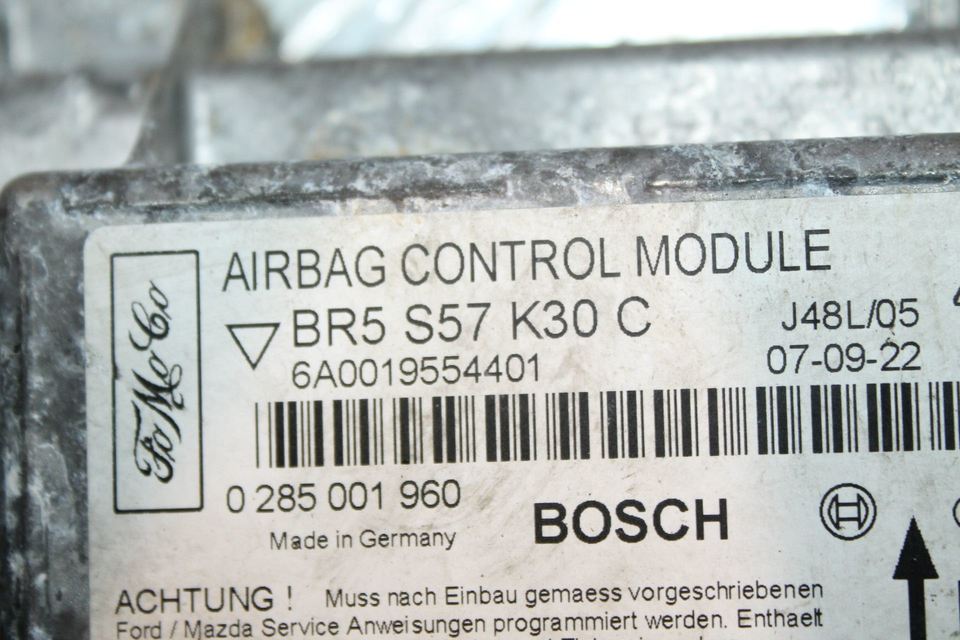 FoMoCo
AIRBAG CONTROL MODULE
BR5 S57 K30 C
J48L/05
6A0019554401
07-09-22
0 285 001 960
BOSCH
Made in Germany
ACHTUNG ! Muss nach Einbau gemaess vorgeschriebenen
Ford / Mazda Service Anweisungen programmiert werden. Enthaelt